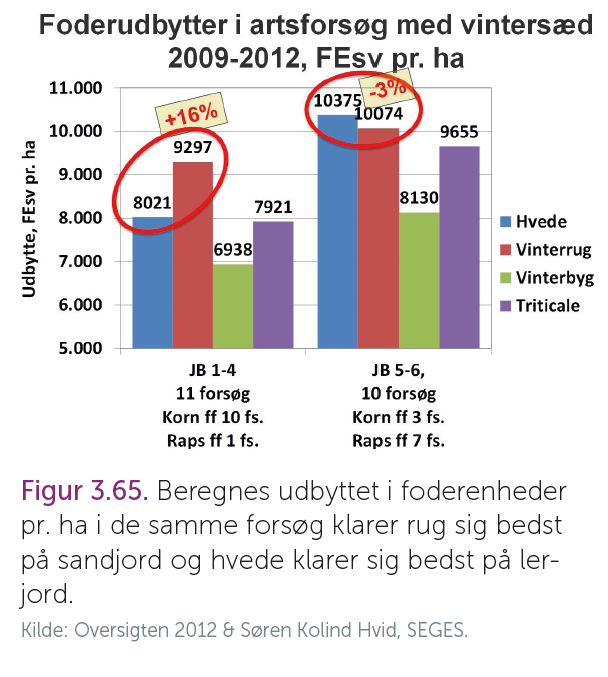 Foderudbytter i artsforsøg med vintersæd
2009-2012, FEsv pr. ha
Udbytte, FEsv pr. ha
11.000
10.000
9.000
8.000
7.000
6.000
5.000
+16%
-3%
8021
9297
6938
7921
10375
10074
8130
9655
Hvede
Vinterrug
Vinterbyg
Triticale
JB 1-4
11 forsøg
Korn ff 10 fs.
Raps ff 1 fs.
JB 5-6,
10 forsøg
Korn ff 3 fs.
Raps ff 7 fs.
Figur 3.65. Beregnes udbyttet i foderenheder
pr. ha i de samme forsøg klarer rug sig bedst
på sandjord og hvede klarer sig bedst på ler-
jord.
Kilde: Oversigten 2012 & Søren Kolind Hvid, SEGES.